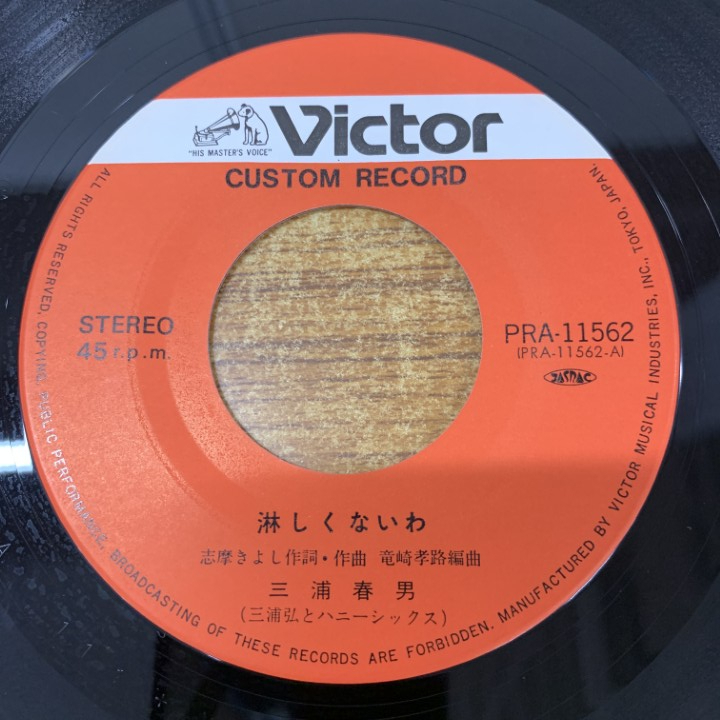 Victor
"HIS MASTER'S VOICE"
CUSTOM RECORD
STEREO
45 r.p.m.
PRA-11562
(PRA-11562-A)
JASRAC
淋しくないわ
志摩きよし作詞・作曲 竜崎孝路編曲
三浦春男
(三浦弘とハニーシックス)
ALL RIGHTS RESERVED. COPYING, PUBLIC PERFORMANCE, BROADCASTING OF THESE RECORDS ARE FORBIDDEN. MANUFACTURED BY VICTOR MUSICAL INDUSTRIES, INC., TOKYO, JAPAN.